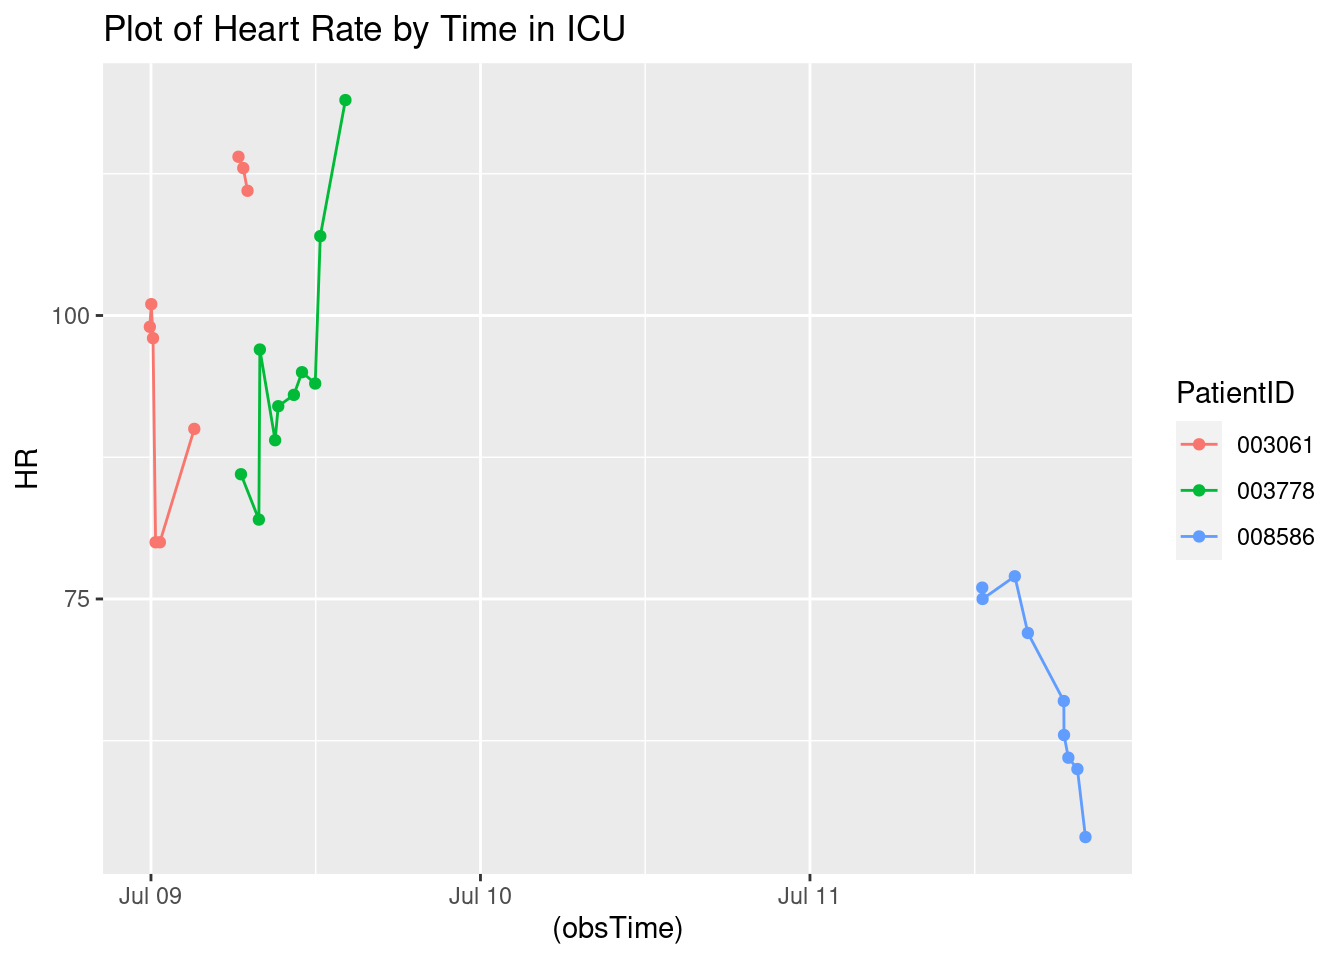 Plot of Heart Rate by Time in ICU
HR
100
75
Jul 09
Jul 10
Jul 11
(obsTime)
PatientID
003061
003778
008586